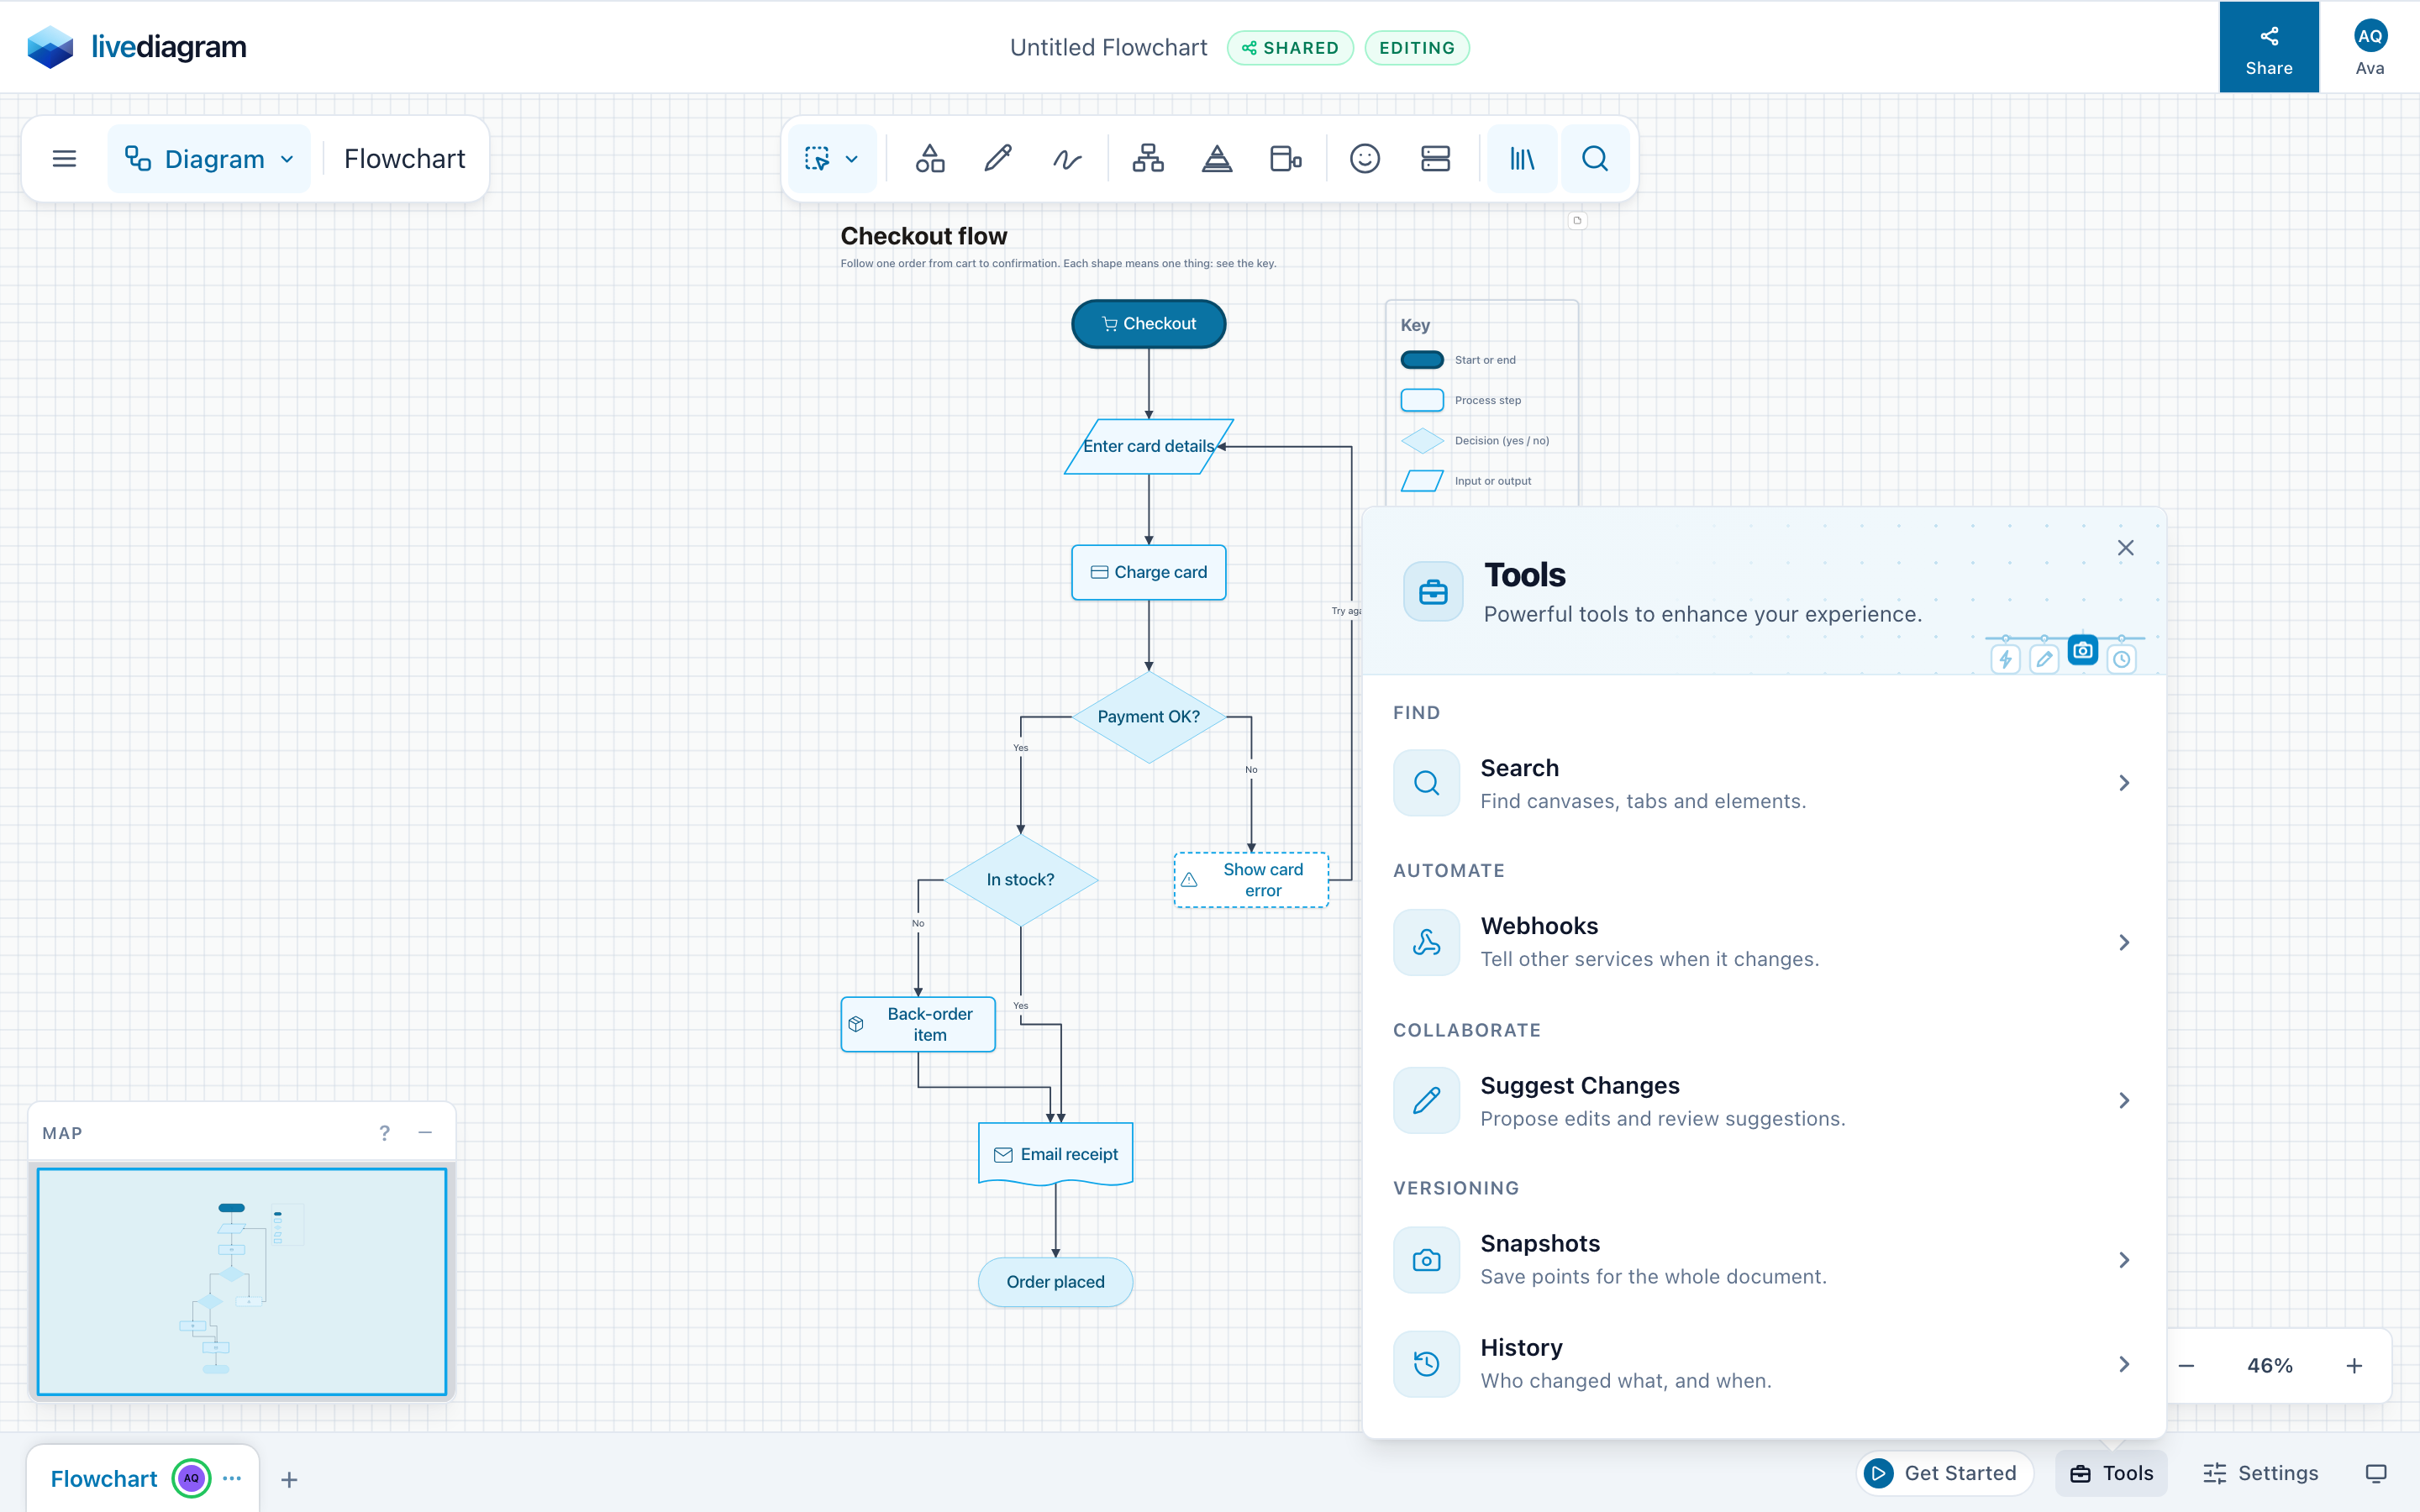 livediagram
Untitled Flowchart
SHARED
EDITING
Share
AQ
Ava
Diagram
Flowchart
Checkout flow
Follow one order from cart to confirmation. Each shape means one thing: see the key.
Checkout
Key
Start or end
Process step
Decision (yes / no)
Input or output
Enter card details
Charge card
Try aga
Payment OK?
Yes
No
In stock?
Show card
error
No
Yes
Back-order
item
Email receipt
Order placed
Tools
Powerful tools to enhance your experience.
FIND
Search
Find canvases, tabs and elements.
AUTOMATE
Webhooks
Tell other services when it changes.
COLLABORATE
Suggest Changes
Propose edits and review suggestions.
VERSIONING
Snapshots
Save points for the whole document.
History
Who changed what, and when.
MAP
?
46%
Flowchart
AQ
Get Started
Tools
Settings